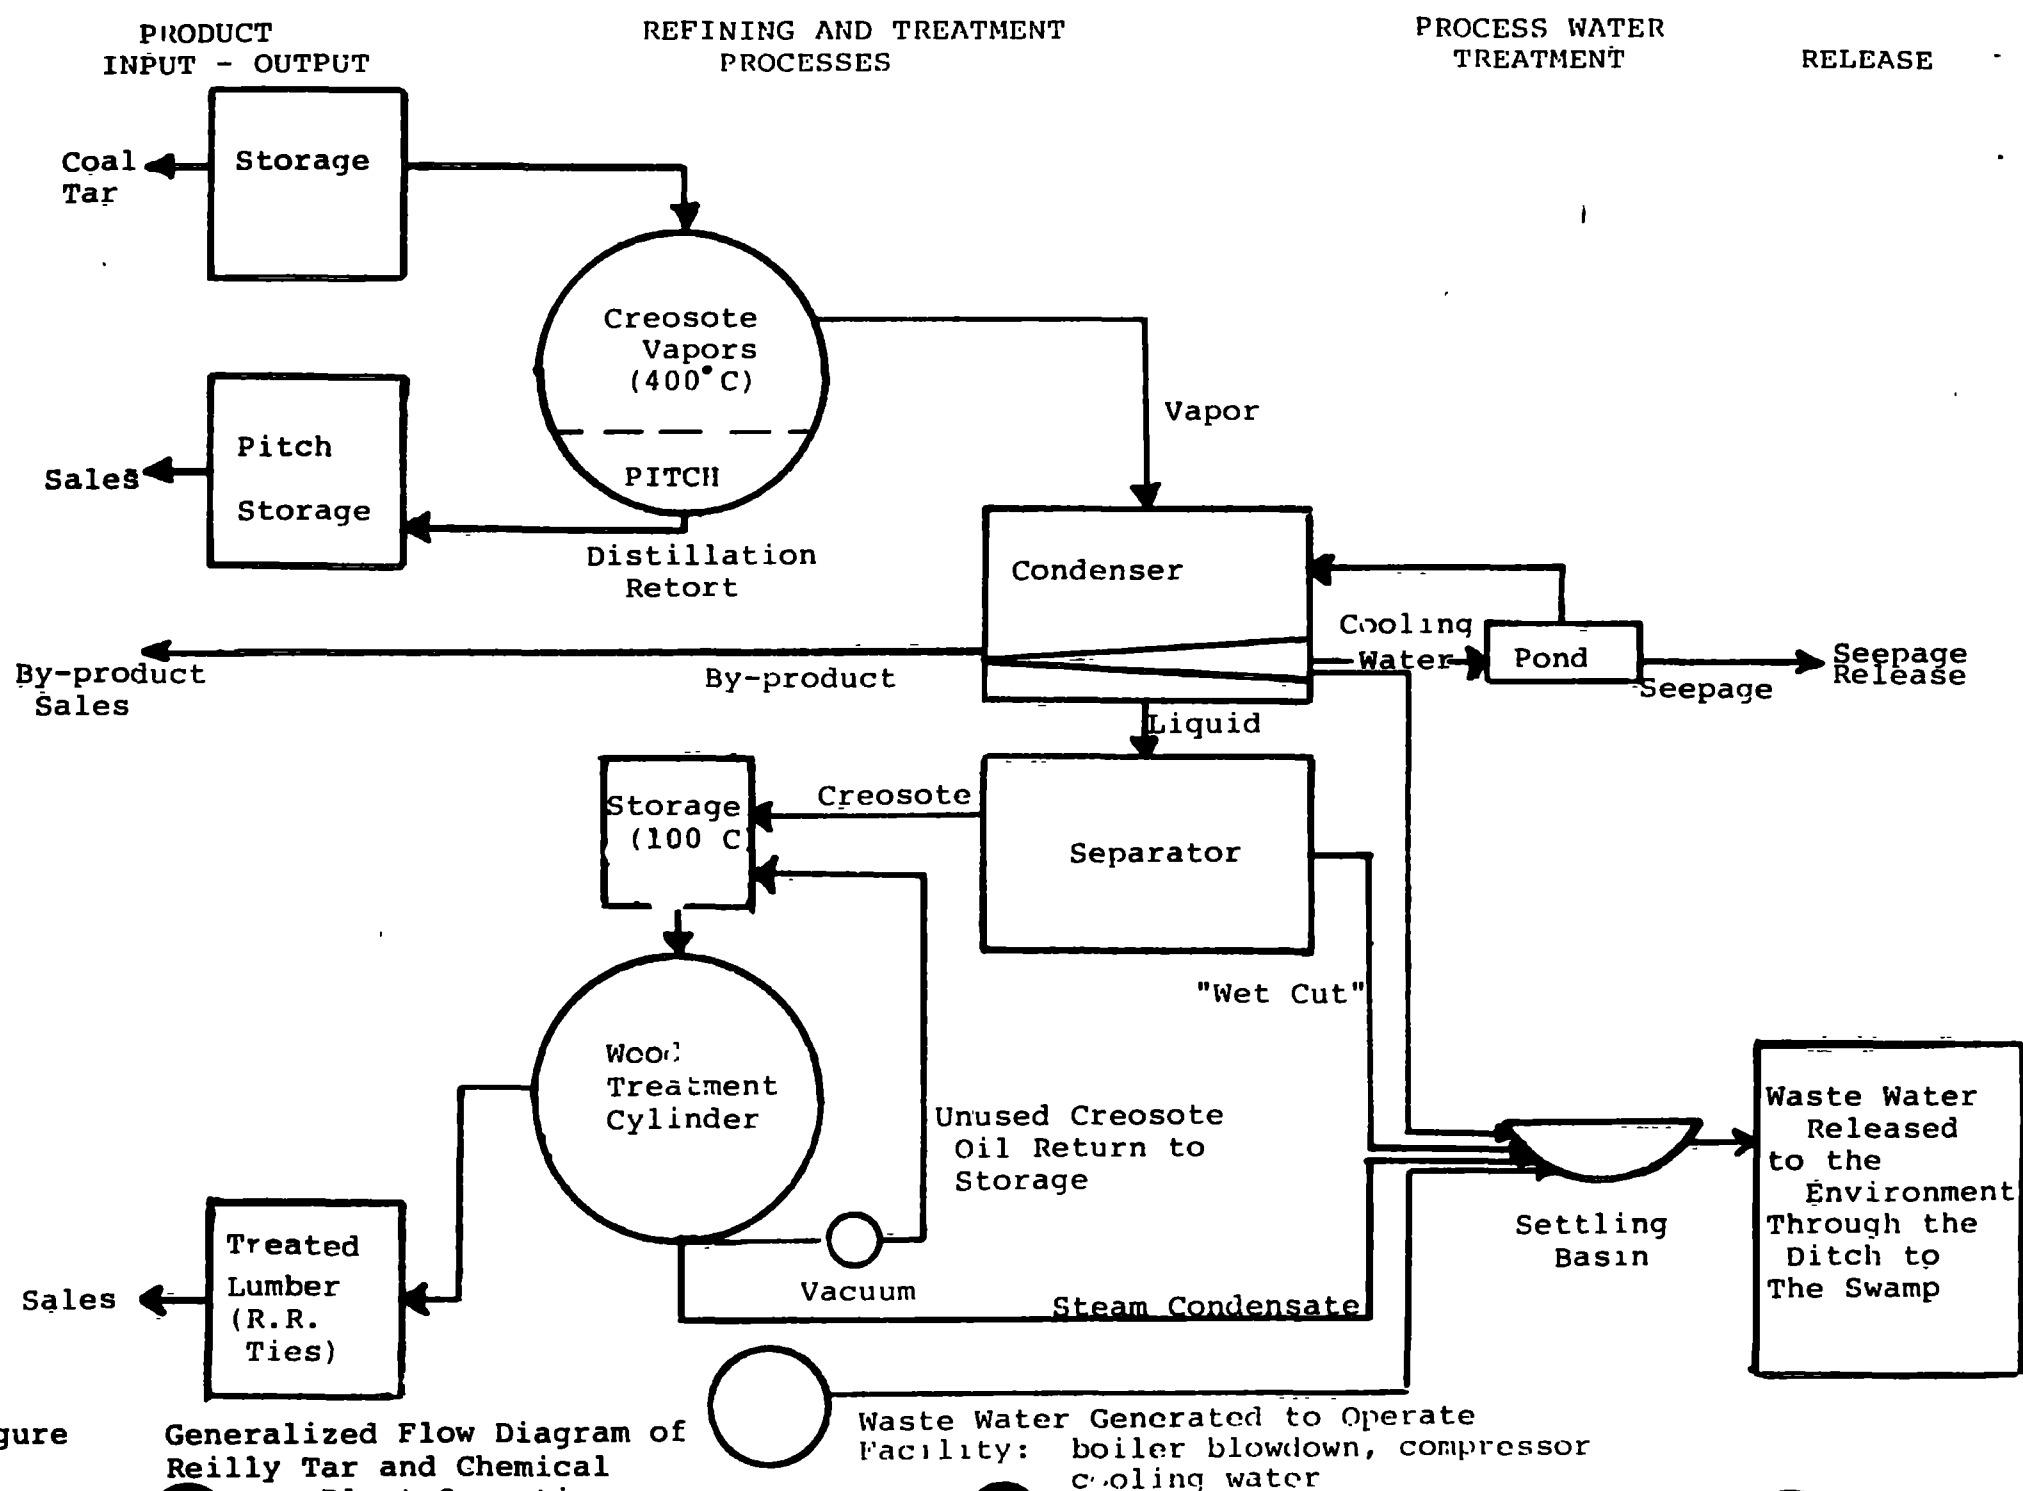 PRODUCT
INPUT - OUTPUT
REFINING AND TREATMENT
PROCESSES
PROCESS WATER
TREATMENT
RELEASE
Coal
Tar
Storage
Creosote
Vapors
(400°C)
PITCH
Distillation
Retort
Pitch
Storage
Sales
Vapor
Condenser
Cooling
Water
Pond
Seepage
Seepage
Release
By-product
Sales
By-product
Liquid
Storage
(100 C
Creosote
Separator
"Wet Cut"
Wood
Treatment
Cylinder
Unused Creosote
Oil Return to
Storage
Vacuum
Steam Condensate
Settling
Basin
Waste Water
Released
to the
Environment
Through the
Ditch to
The Swamp
Sales
Treated
Lumber
(R.R.
Ties)
Waste Water Generated to Operate
Facility: boiler blowdown, compressor
cooling water
gure
Generalized Flow Diagram of
Reilly Tar and Chemical